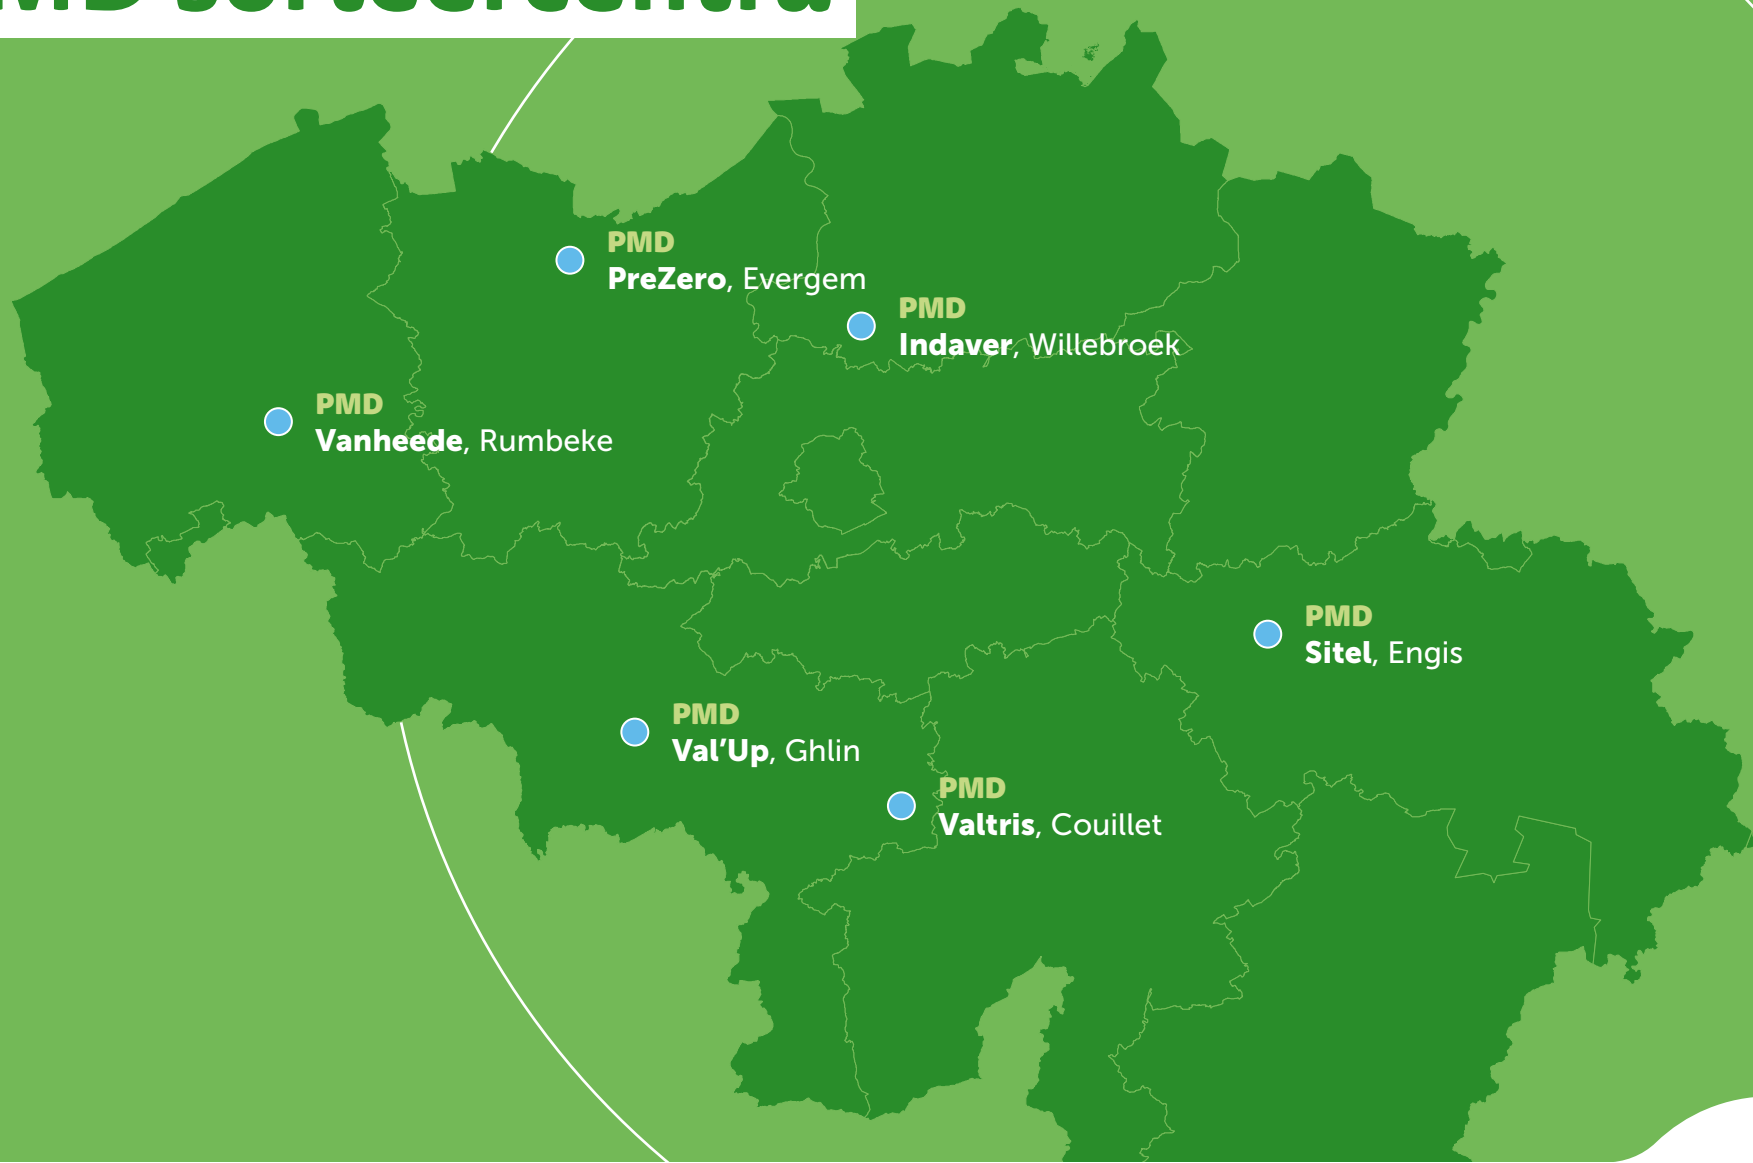 PMD
PreZero, Evergem
PMD
Indaver, Willebroek
PMD
Vanheede, Rumbeke
PMD
Sitel, Engis
PMD
Val’Up, Ghlin
PMD
Valtris, Couillet